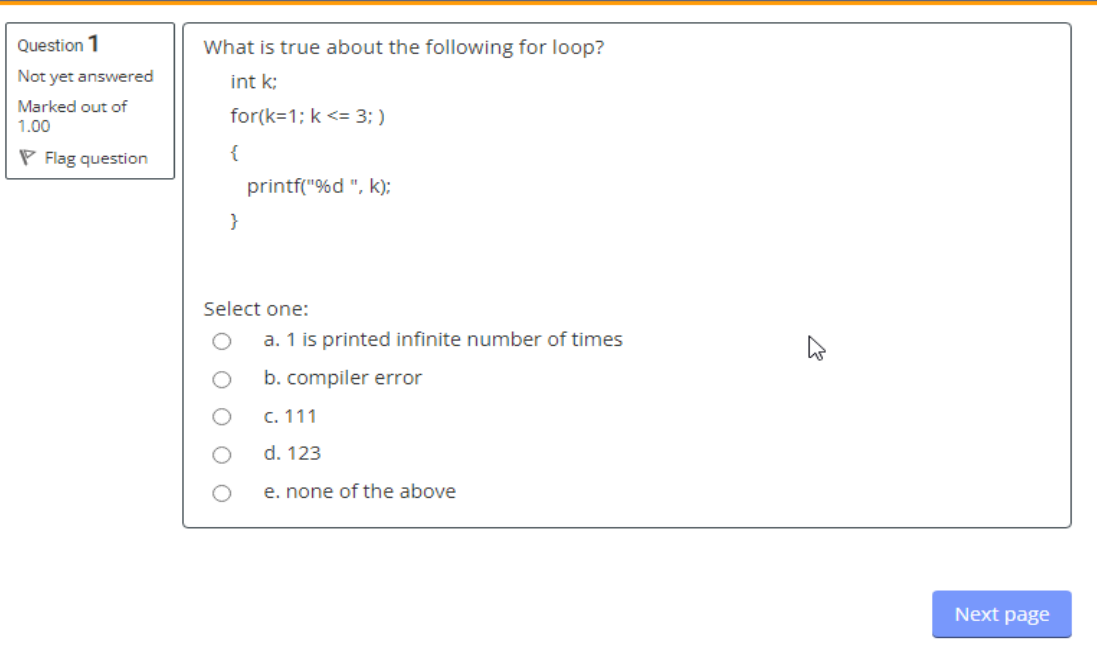 Question 1
Not yet answered
Marked out of
1.00
Flag question
What is true about the following for loop?
int k;
for(k=1; k <= 3; )
{
printf("%d ", k);
}
Select one:
a. 1 is printed infinite number of times
b. compiler error
c. 111
d. 123
e. none of the above
Next page